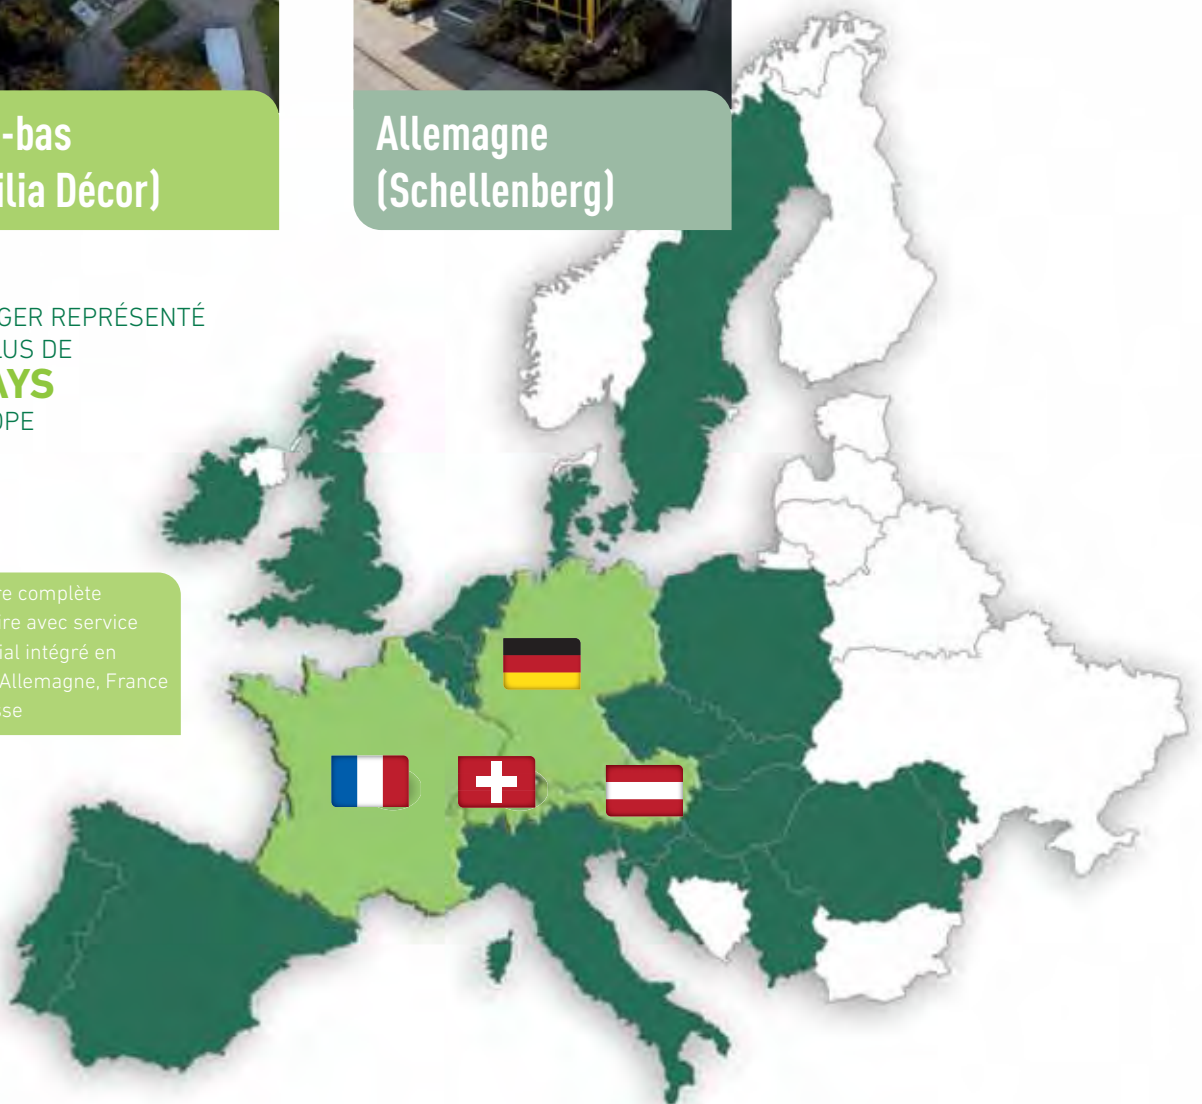 -bas
ilia Décor)
Allemagne
(Schellenberg)
GER REPRÉSENTÉ
LUS DE
AYS
OPE
re complète
ire avec service
ial intégré en
Allemagne, France
sse